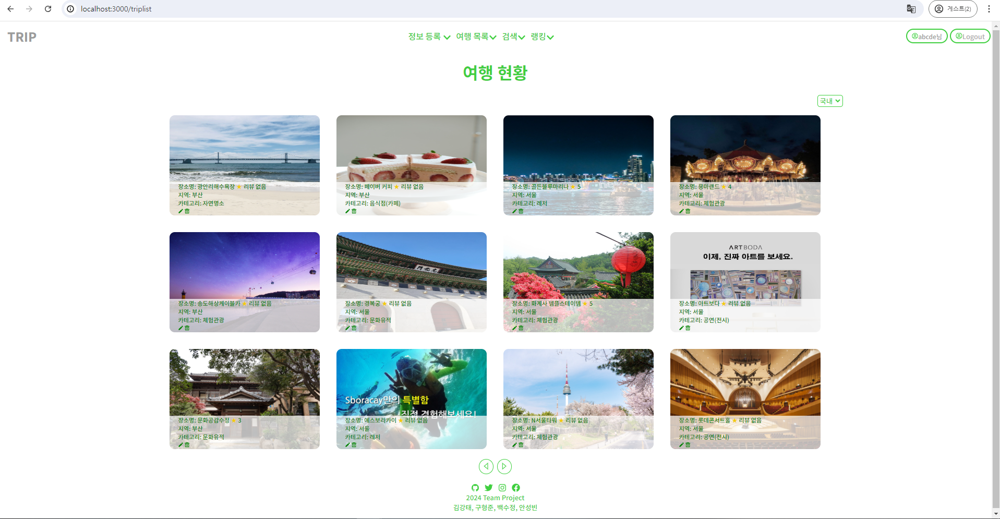 localhost:3000/triplist
게스트(2)
TRIP
정보 등록 여행 목록 검색 랭킹
abcde님 Logout
여행 현황
국내
장소명: 광안리해수욕장 ★ 리뷰 없음
지역: 부산
카테고리: 자연명소
장소명: 페이버 커피 ★ 리뷰 없음
지역: 부산
카테고리: 음식점(카페)
장소명: 골든블루마리나 ★ 5
지역: 서울
카테고리: 레저
장소명: 용마랜드 ★ 4
지역: 서울
카테고리: 체험관광
장소명: 송도해상케이블카 ★ 리뷰 없음
지역: 부산
카테고리: 체험관광
門化光
장소명: 경복궁 ★ 리뷰 없음
지역: 서울
카테고리: 문화유적
장소명: 화계사 템플스테이템 ★ 5
지역: 서울
카테고리: 체험관광
ARTBODA
이제, 진짜 아트를 보세요.
장소명: 아트보다 ★ 리뷰 없음
지역: 서울
카테고리: 공연(전시)
장소명: 문화공감수정 ★ 3
지역: 부산
카테고리: 문화유적
Sboracay만의 특별함
직접 경험해보세요!
장소명: 에스보라카이 ★ 리뷰 없음
지역: 서울
카테고리: 레저
장소명: N서울타워 ★ 리뷰 없음
지역: 서울
카테고리: 체험관광
장소명: 롯데콘서트홀 ★ 리뷰 없음
지역: 서울
카테고리: 공연(전시)
2024 Team Project
김강태, 구형준, 백수정, 안성빈